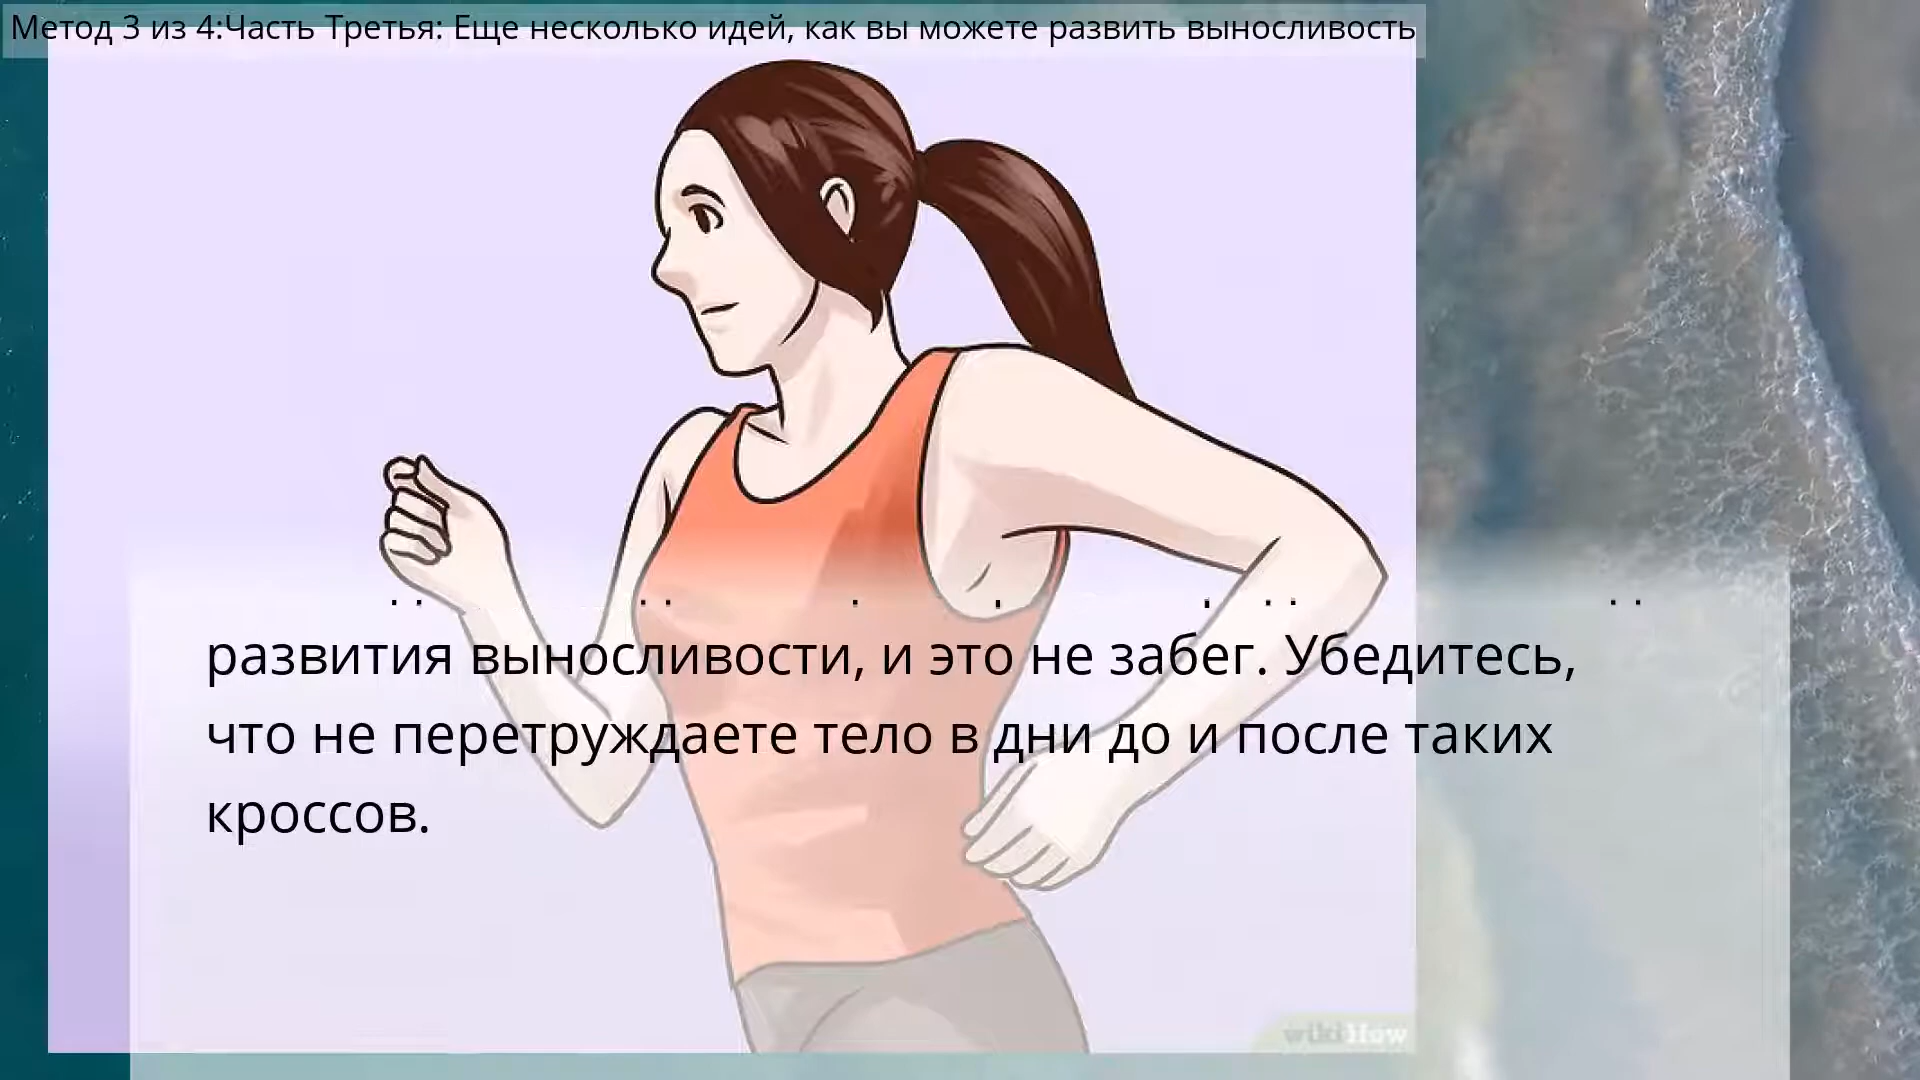 Метод 3 из 4:Часть Третья: Еще несколько идей, как вы можете развить выносливость
развития выносливости, и это не забег. Убедитесь,
что не перетруждаете тело в дни до и после таких
кроссов.
wikiHow